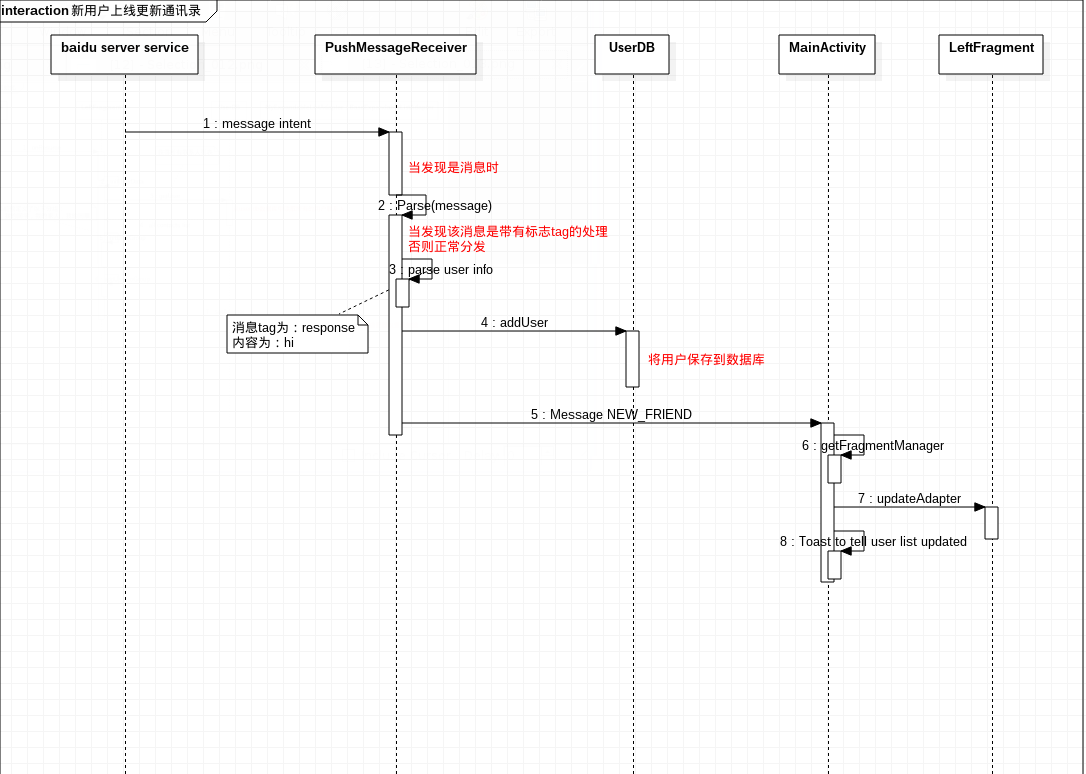 interaction 新用户上线更新通讯录
baidu server service
PushMessageReceiver
UserDB
MainActivity
LeftFragment
1 : message intent
当发现是消息时
2 : Parse(message)
当发现该消息是带有标志tag的处理
否则正常分发
3 : parse user info
消息tag为：response
内容为：hi
4 : addUser
将用户保存到数据库
5 : Message NEW_FRIEND
6 : getFragmentManager
7 : updateAdapter
8 : Toast to tell user list updated